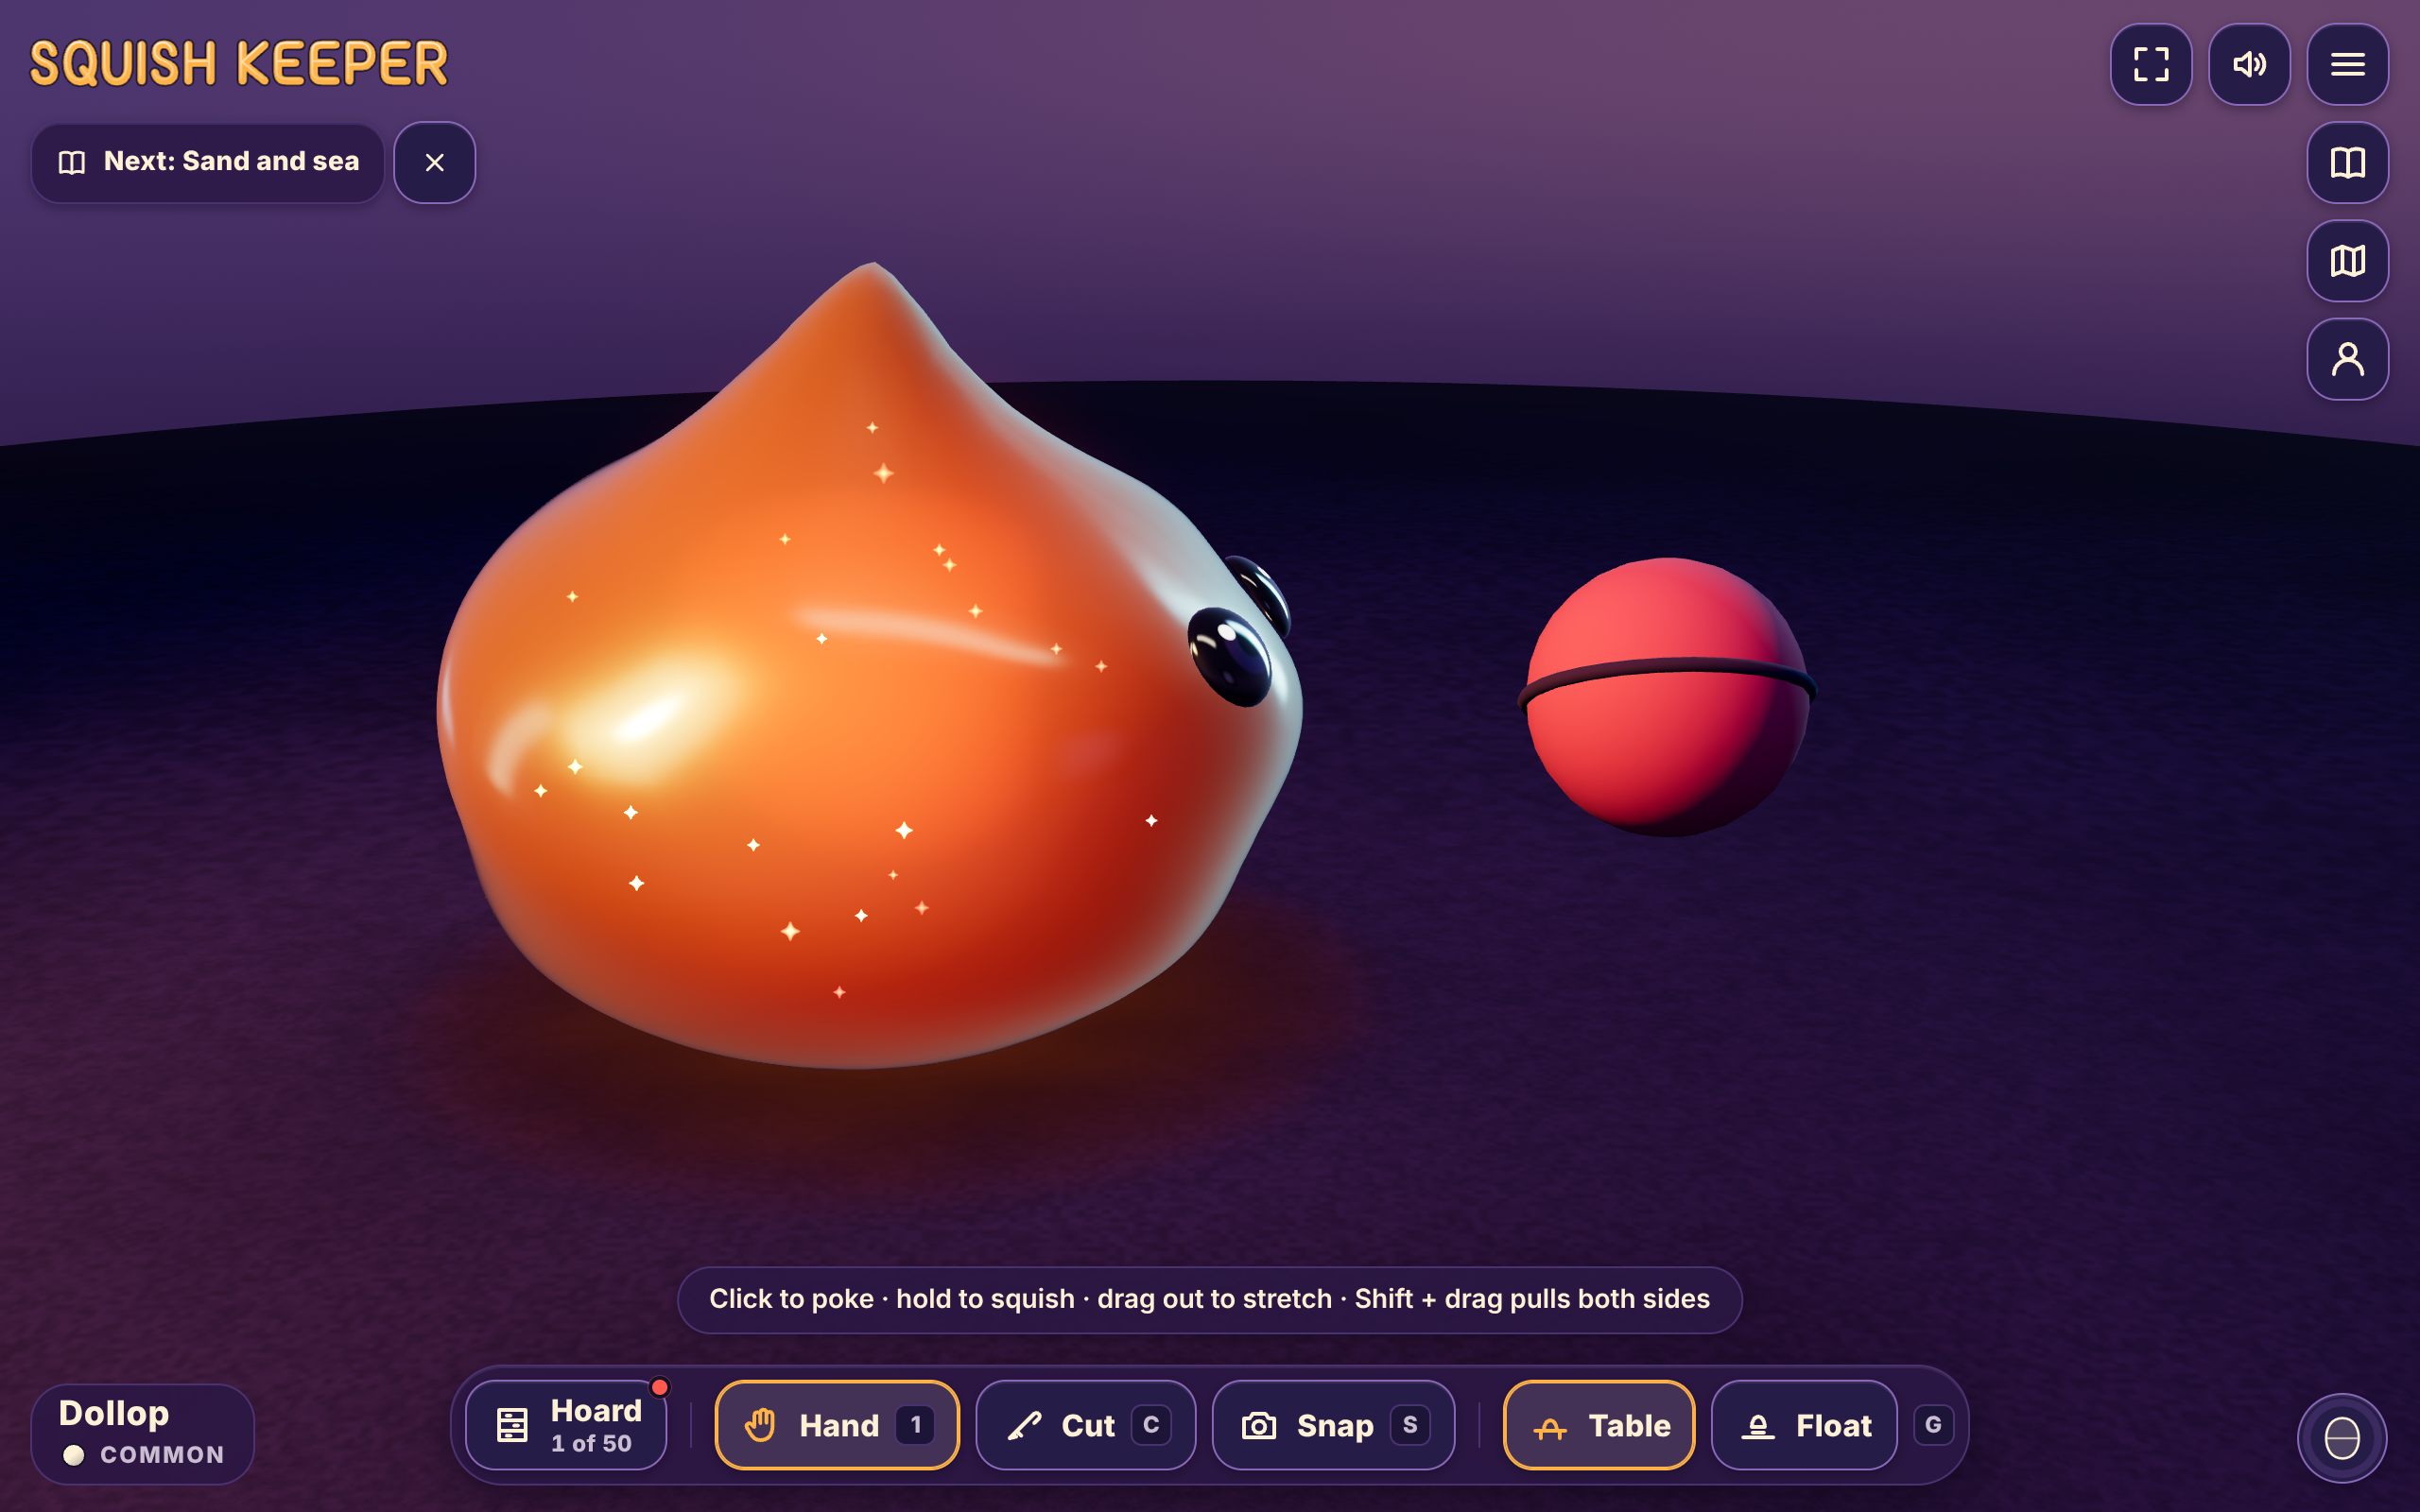 SQUISH KEEPER
Next: Sand and sea
Click to poke · hold to squish · drag out to stretch · Shift + drag pulls both sides
Dollop
COMMON
Hoard
1 of 50
Hand 1
Cut C
Snap S
Table
Float G